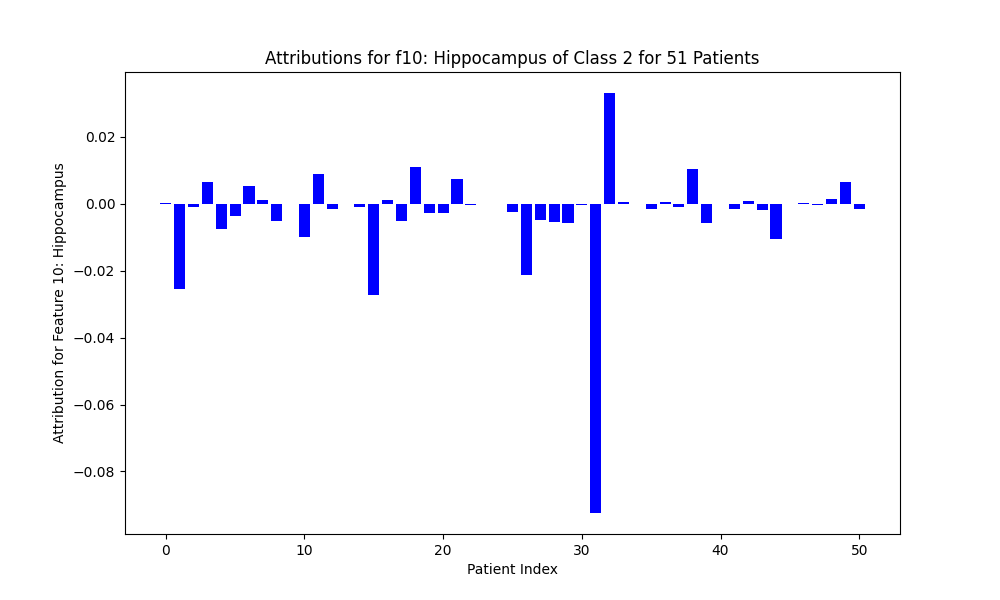 Attributions for f10: Hippocampus of Class 2 for 51 Patients
Attribution for Feature 10: Hippocampus
0.02
0.00
−0.02
−0.04
−0.06
−0.08
0 10 20 30 40 50
Patient Index